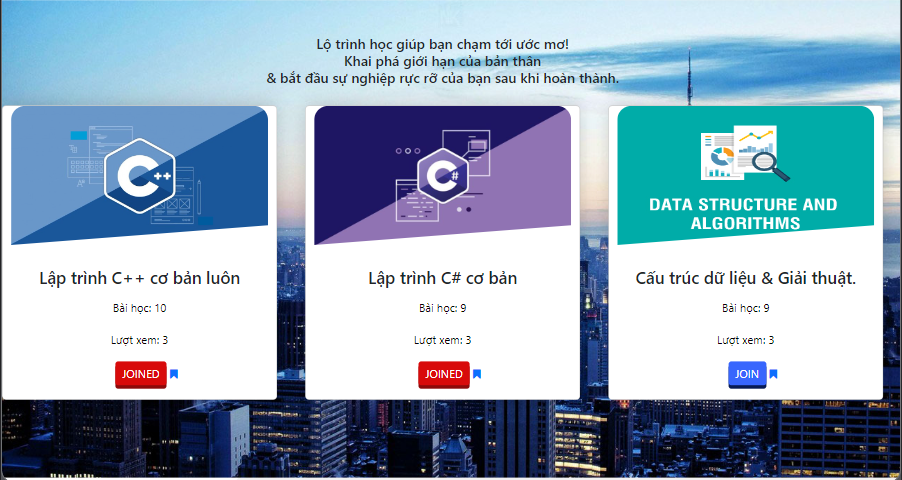 Lộ trình học giúp bạn chạm tới ước mơ!
Khai phá giới hạn của bản thân
& bắt đầu sự nghiệp rực rỡ của bạn sau khi hoàn thành.
C++
C#
DATA STRUCTURE AND
ALGORITHMS
Lập trình C++ cơ bản luôn
Lập trình C# cơ bản
Cấu trúc dữ liệu & Giải thuật.
Bài học: 10
Bài học: 9
Bài học: 9
Lượt xem: 3
Lượt xem: 3
Lượt xem: 3
JOINED
JOINED
JOIN